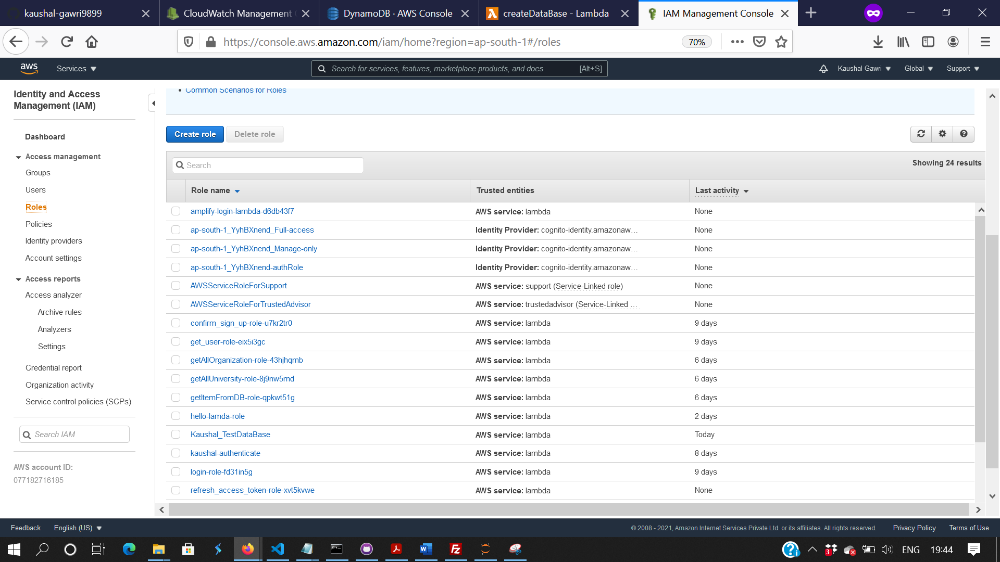 kaushal-gawri9899
CloudWatch Management C
DynamoDB · AWS Console
createDataBase - Lambda
IAM Management Console
https://console.aws.amazon.com/iam/home?region=ap-south-1#/roles
70%
aws
Services
Search for services, features, marketplace products, and docs
[Alt+S]
Kaushal Gawri
Global
Support
Identity and Access
Management (IAM)
Dashboard
Access management
Groups
Users
Roles
Policies
Identity providers
Account settings
Access reports
Access analyzer
Archive rules
Analyzers
Settings
Credential report
Organization activity
Service control policies (SCPs)
Search IAM
AWS account ID:
077182716185
• Common Scenarios for Roles
Create role
Delete role
Search
Showing 24 results
Role name Trusted entities Last activity
amplify-login-lambda-d6db43f7 AWS service: lambda None
ap-south-1_YyhBXnend_Full-access Identity Provider: cognito-identity.amazonaw… None
ap-south-1_YyhBXnend_Manage-only Identity Provider: cognito-identity.amazonaw… None
ap-south-1_YyhBXnend-authRole Identity Provider: cognito-identity.amazonaw… None
AWSServiceRoleForSupport AWS service: support (Service-Linked role) None
AWSServiceRoleForTrustedAdvisor AWS service: trustedadvisor (Service-Linked … None
confirm_sign_up-role-u7kr2tr0 AWS service: lambda 9 days
get_user-role-eix5i3gc AWS service: lambda 9 days
getAllOrganization-role-43hjhqmb AWS service: lambda 6 days
getAllUniversity-role-8j9nw5md AWS service: lambda 6 days
getItemFromDB-role-qpkwt51g AWS service: lambda 6 days
hello-lamda-role AWS service: lambda 2 days
Kaushal_TestDataBase AWS service: lambda Today
kaushal-authenticate AWS service: lambda 8 days
login-role-fd31in5g AWS service: lambda 9 days
refresh_access_token-role-xvt5kvwe AWS service: lambda None
Feedback
English (US)
© 2008 - 2021, Amazon Internet Services Private Ltd. or its affiliates. All rights reserved.
Privacy Policy
Terms of Use
3
ENG
19:44